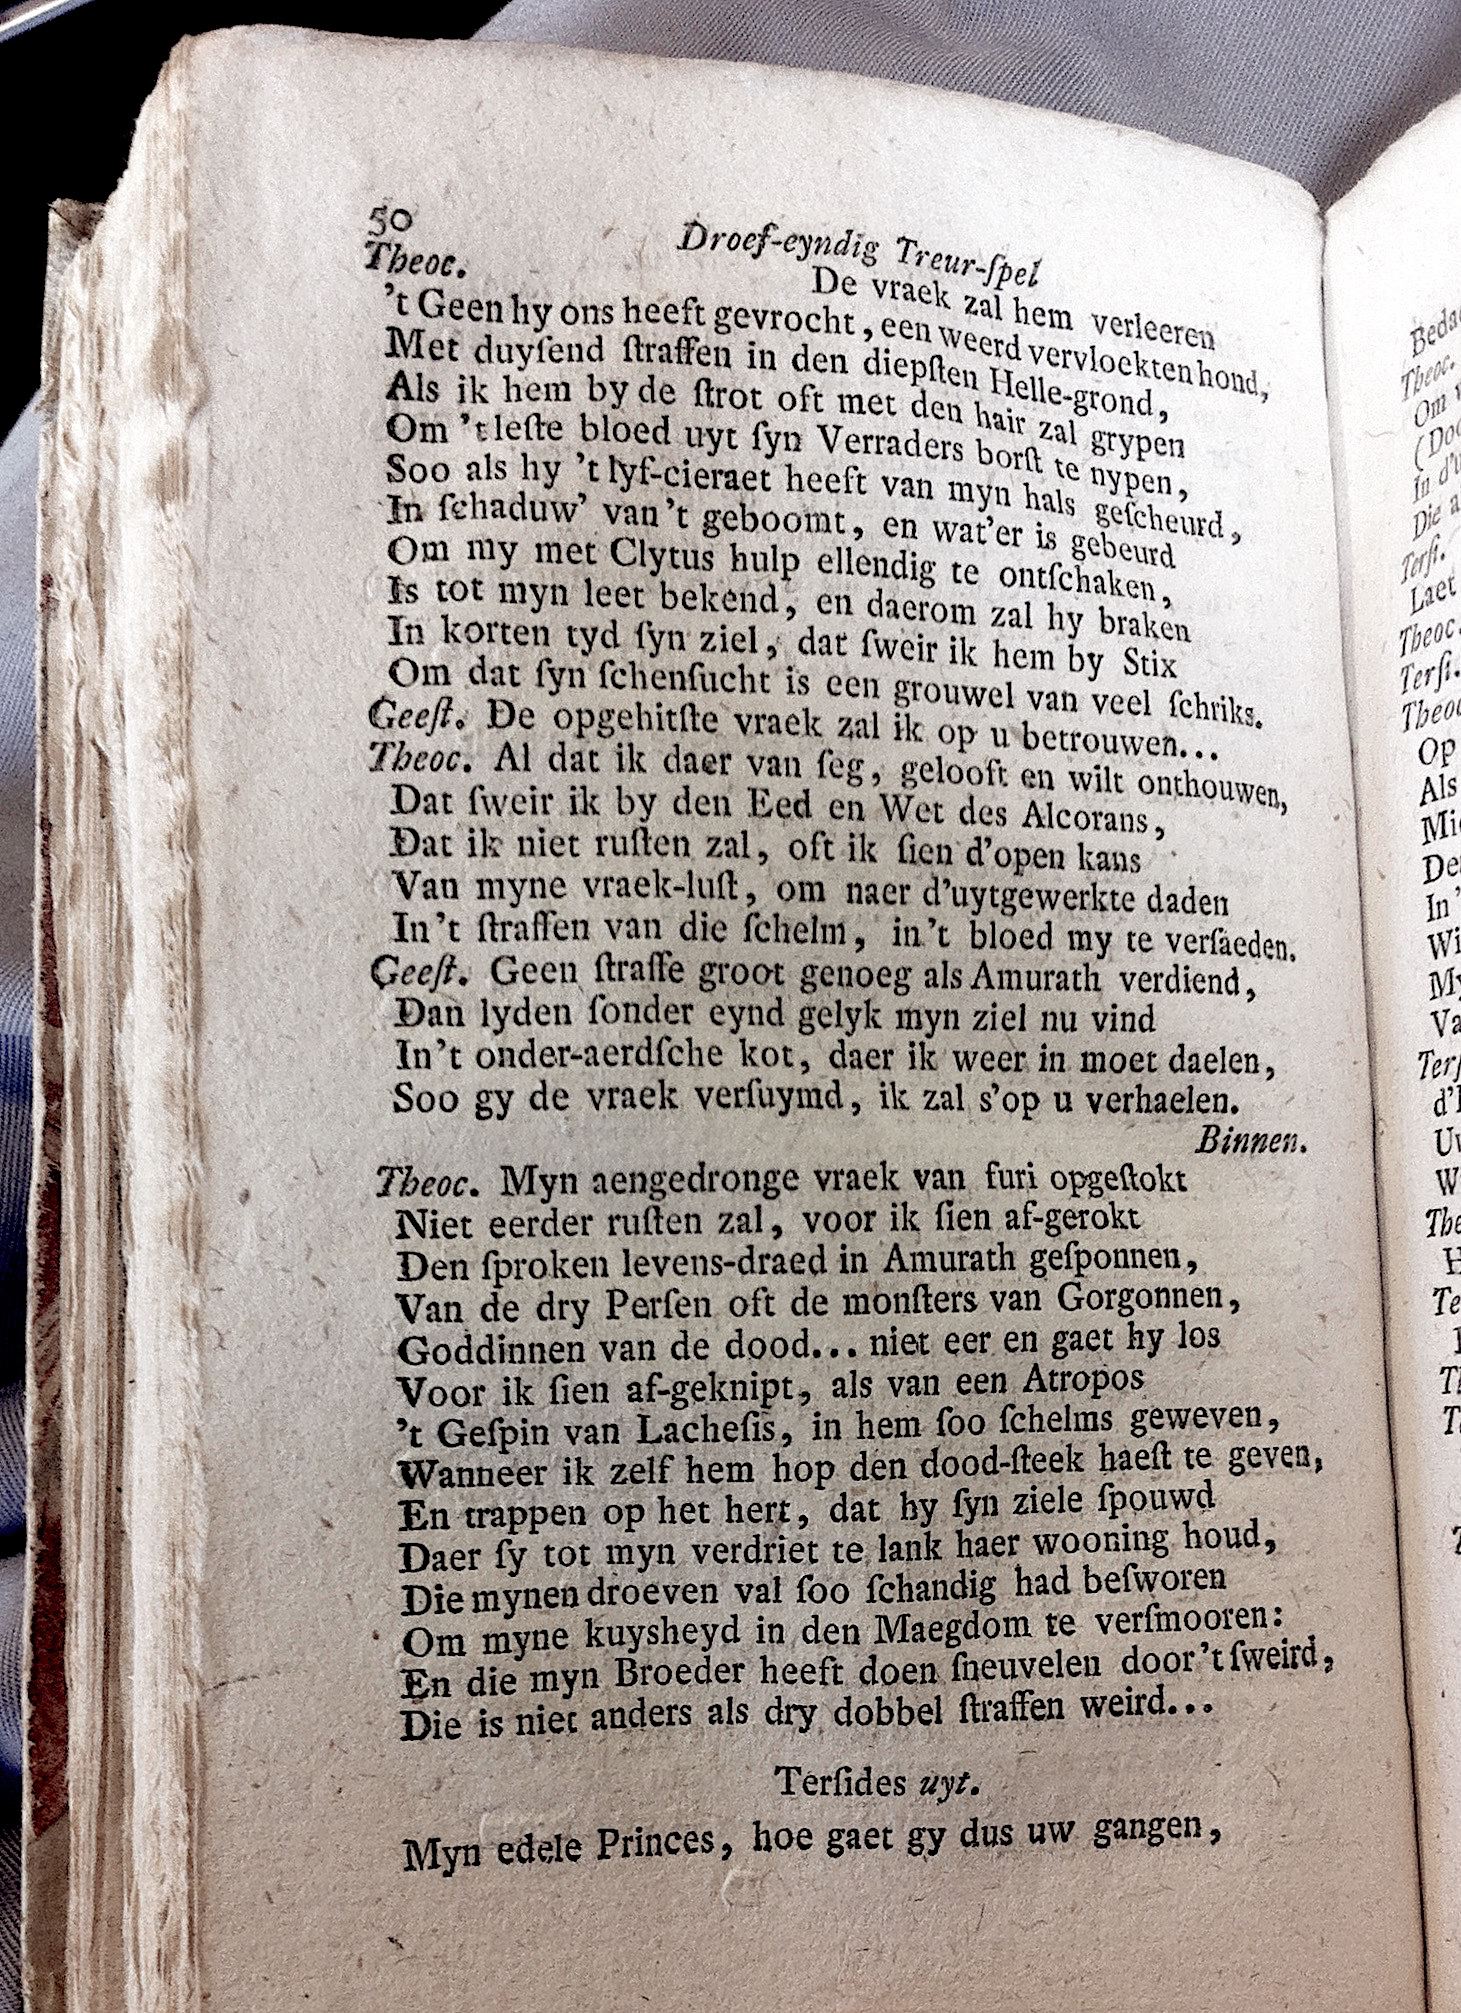 50 Droef-eyndig Treur-ſpel
Theoc. De vraek zal hem verleeren
't Geen hy ons heeft gevrocht, een weerd vervloekten hond,
Met duyſend ſtraffen in den diepſten Helle-grond,
Als ik hem by de ſtrot oft met den hair zal grypen
Om 't leſte bloed uyt ſyn Verraders borſt te nypen,
Soo als hy 't lyf-cieraet heeft van myn hals geſcheurd,
In ſchaduw' van 't geboomt, en wat'er is gebeurd
Om my met Clytus hulp ellendig te ontſchaken,
Is tot myn leet bekend, en daerom zal hy braken
In korten tyd ſyn ziel, dat ſweir ik hem by Stix
Om dat ſyn ſchenſucht is een grouwel van veel ſchriks.
Geeſt. De opgehitſte vraek zal ik op u betrouwen...
Theoc. Al dat ik daer van ſeg, gelooft en wilt onthouwen,
Dat ſweir ik by den Eed en Wet des Alcorans,
Dat ik niet ruſten zal, oft ik ſien d'open kans
Van myne vraek-luſt, om naer d'uytgewerkte daden
In 't ſtraffen van die ſchelm, in 't bloed my te verſaeden.
Geeſt. Geen ſtraffe groot genoeg als Amurath verdiend,
Dan lyden ſonder eynd gelyk myn ziel nu vind
In 't onder-aerdſche kot, daer ik weer in moet daelen,
Soo gy de vraek verſuymd, ik zal s'op u verhaelen.
Binnen.
Theoc. Myn aengedronge vraek van furi opgeſtokt
Niet eerder ruſten zal, voor ik ſien af-gerokt
Den ſproken levens-draed in Amurath geſponnen,
Van de dry Perſen oft de monſters van Gorgonnen,
Goddinnen van de dood... niet eer en gaet hy los
Voor ik ſien af-geknipt, als van een Atropos
't Geſpin van Lacheſis, in hem ſoo ſchelms geweven,
Wanneer ik zelf hem hop den dood-ſteek haeſt te geven,
En trappen op het hert, dat hy ſyn ziele ſpouwd
Daer ſy tot myn verdriet te lank haer wooning houd,
Die mynen droeven val ſoo ſchandig had beſworen
Om myne kuysheyd in den Maegdom te verſmooren:
En die myn Broeder heeft doen ſneuvelen door 't ſweird,
Die is niet anders als dry dobbel ſtraffen weird...
Terſides uyt.
Myn edele Princes, hoe gaet gy dus uw gangen,
Theoc.
Om
In d'u
Die a
Terſi.
Laet
Theoc.
Terſi.
Op
Als